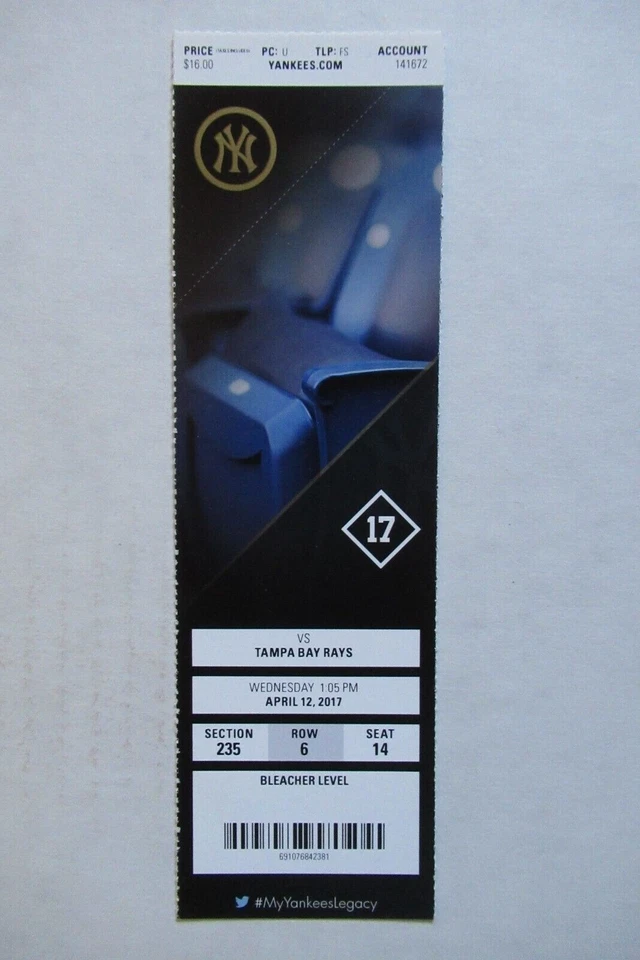 PRICE PC: U TLP: FS ACCOUNT
$16.00 YANKEES.COM 141672
NY
17
VS
TAMPA BAY RAYS
WEDNESDAY 1:05 PM
APRIL 12, 2017
SECTION ROW SEAT
235 6 14
BLEACHER LEVEL
691076842381
#MyYankeesLegacy